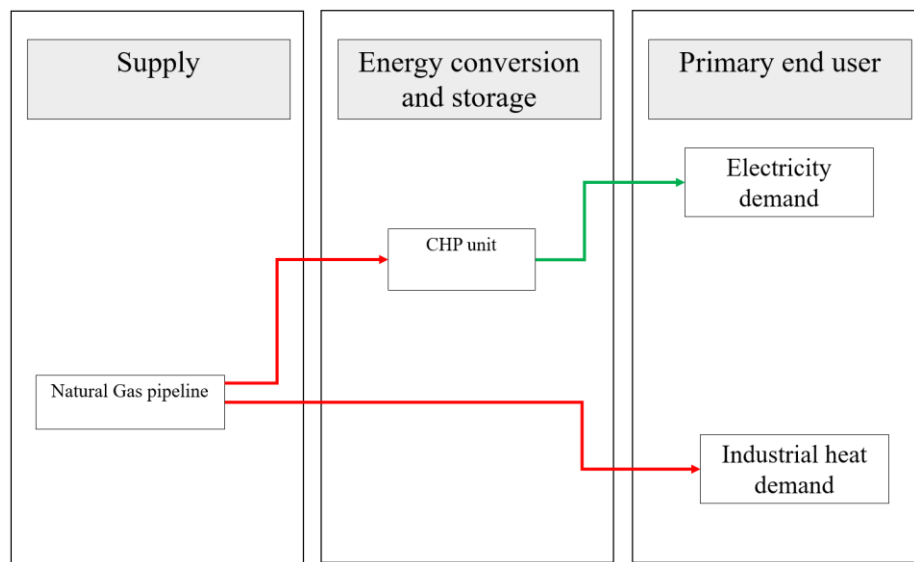 Supply
Energy conversion
and storage
Primary end user
Electricity
demand
CHP unit
Natural Gas pipeline
Industrial heat
demand